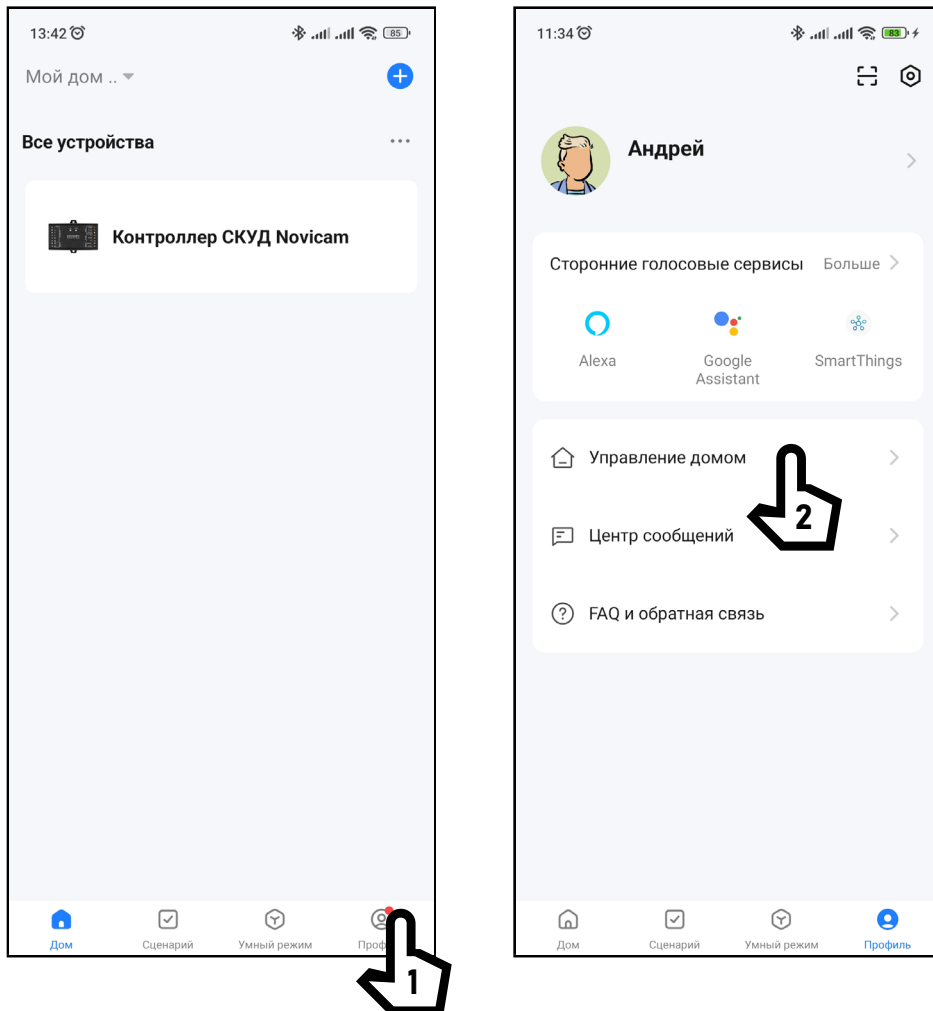 13:42
85
Мой дом ..
Все устройства
Контроллер СКУД Novicam
Дом
Сценарий
Умный режим
1
11:34
83
Андрей
Сторонние голосовые сервисы Больше
Alexa
Google
Assistant
SmartThings
Управление домом
2
Центр сообщений
FAQ и обратная связь
Дом
Сценарий
Умный режим
Профиль